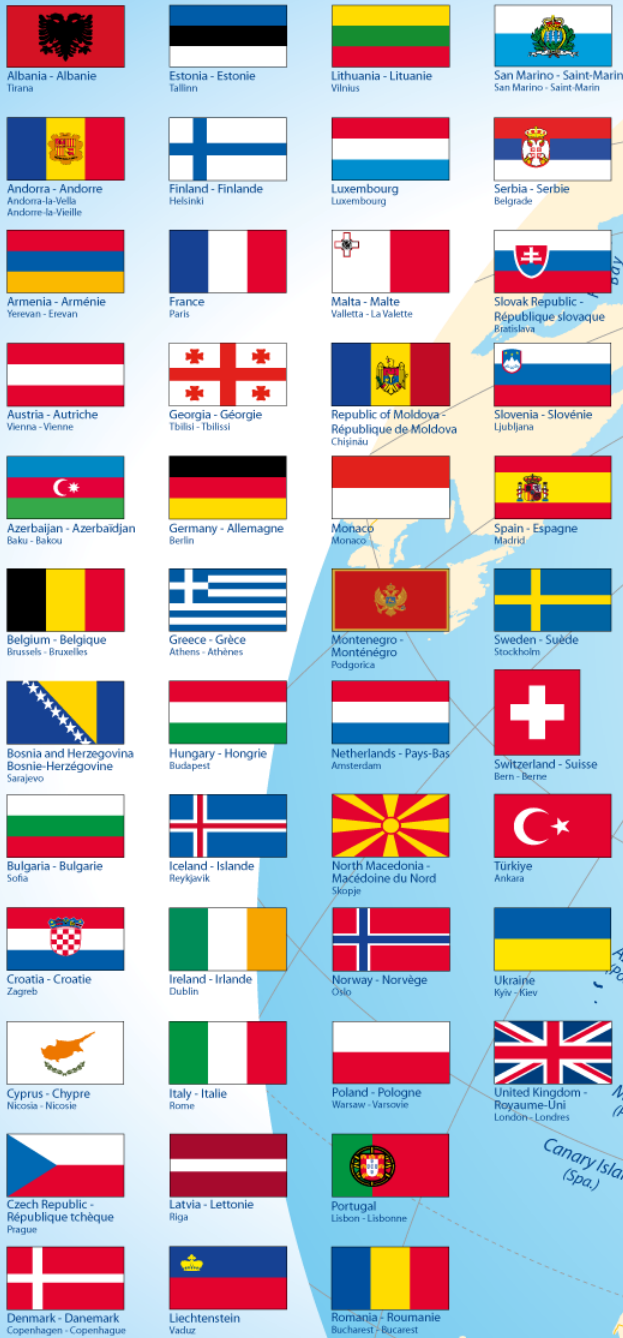 Albania - Albanie
Tirana
Andorra - Andorre
Andorra-la-Vella
Andorre-la-Vieille
Armenia - Arménie
Yerevan - Erevan
Austria - Autriche
Vienna - Vienne
Azerbaijan - Azerbaïdjan
Baku - Bakou
Belgium - Belgique
Brussels - Bruxelles
Bosnia and Herzegovina
Bosnie-Herzégovine
Sarajevo
Bulgaria - Bulgarie
Sofia
Croatia - Croatie
Zagreb
Cyprus - Chypre
Nicosia - Nicosie
Czech Republic -
République tchèque
Prague
Denmark - Danemark
Copenhagen - Copenhague
Estonia - Estonie
Tallinn
Finland - Finlande
Helsinki
France
Paris
Georgia - Géorgie
Tbilisi - Tbilissi
Germany - Allemagne
Berlin
Greece - Grèce
Athens - Athènes
Hungary - Hongrie
Budapest
Iceland - Islande
Reykjavik
Ireland - Irlande
Dublin
Italy - Italie
Rome
Latvia - Lettonie
Riga
Liechtenstein
Vaduz
Lithuania - Lituanie
Vilnius
Luxembourg
Luxembourg
Malta - Malte
Valletta - La Valette
Republic of Moldova -
République de Moldova
Chişinău
Monaco
Monaco
Montenegro -
Monténégro
Podgorica
Netherlands - Pays-Bas
Amsterdam
North Macedonia -
Macédoine du Nord
Skopje
Norway - Norvège
Oslo
Poland - Pologne
Warsaw - Varsovie
Portugal
Lisbon - Lisbonne
Romania - Roumanie
Bucharest - Bucarest
San Marino - Saint-Marin
San Marino - Saint-Marin
Serbia - Serbie
Belgrade
Slovak Republic -
République slovaque
Bratislava
Slovenia - Slovénie
Ljubljana
Spain - Espagne
Madrid
Sweden - Suède
Stockholm
Switzerland - Suisse
Bern - Berne
Türkiye
Ankara
Ukraine
Kyiv - Kiev
United Kingdom -
Royaume-Uni
London - Londres
Bay
Canary Islan
(Spa.)